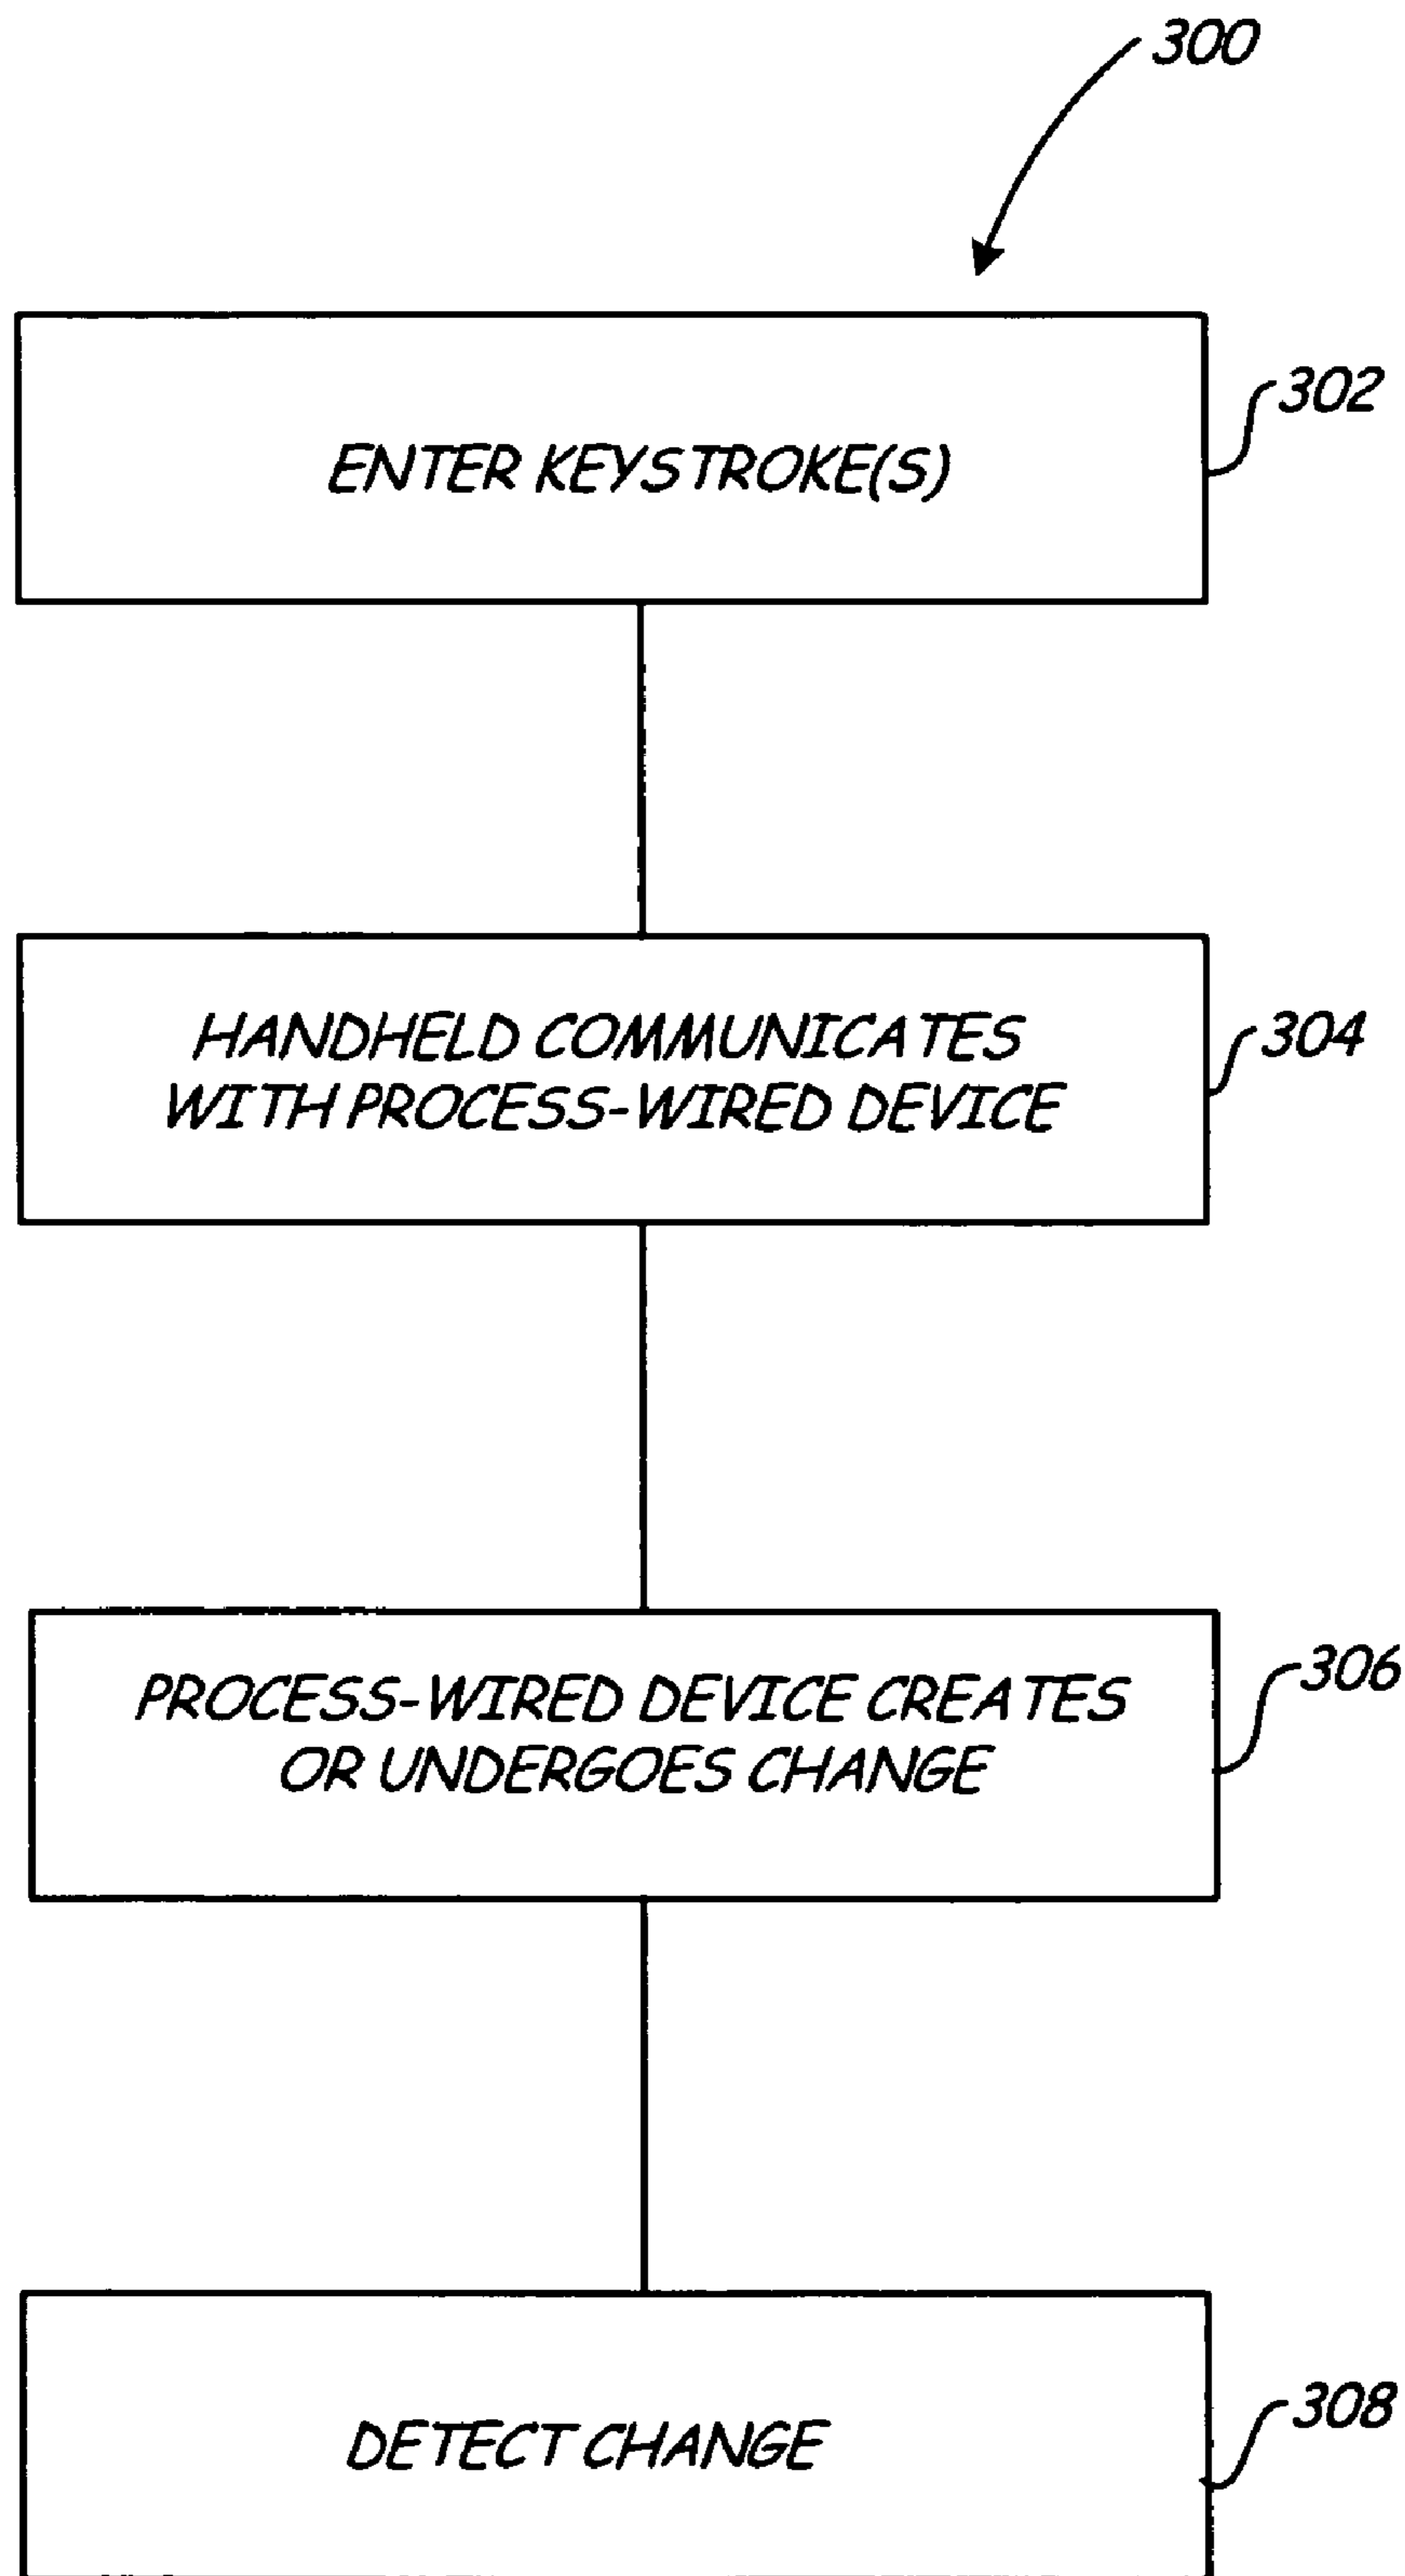 300
302
ENTER KEYSTROKE(S)
304
HANDHELD COMMUNICATES
WITH PROCESS-WIRED DEVICE
306
PROCESS-WIRED DEVICE CREATES
OR UNDERGOES CHANGE
308
DETECT CHANGE